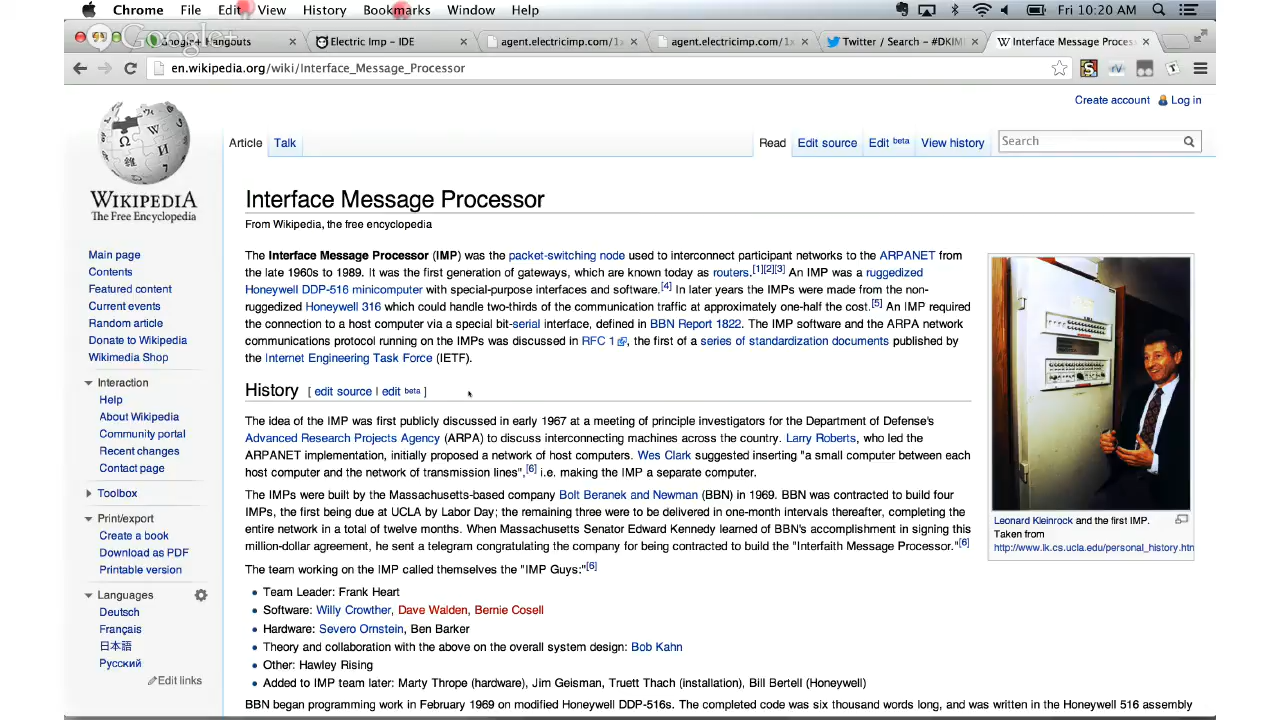 Chrome File Edit View History Bookmarks Window Help Fri 10:20 AM
Google+ Hangouts Electric Imp - IDE agent.electricimp.com/1 agent.electricimp.com/1 Twitter / Search - #DKIM Interface Message Process
en.wikipedia.org/wiki/Interface_Message_Processor
Create account Log in
Article Talk Read Edit source Edit beta View history Search
WIKIPEDIA
The Free Encyclopedia
Main page
Contents
Featured content
Current events
Random article
Donate to Wikipedia
Wikimedia Shop
Interaction
Help
About Wikipedia
Community portal
Recent changes
Contact page
Toolbox
Print/export
Create a book
Download as PDF
Printable version
Languages
Deutsch
Français
日本語
Русский
Edit links
Interface Message Processor
From Wikipedia, the free encyclopedia
The Interface Message Processor (IMP) was the packet-switching node used to interconnect participant networks to the ARPANET from
the late 1960s to 1989. It was the first generation of gateways, which are known today as routers.[1][2][3] An IMP was a ruggedized
Honeywell DDP-516 minicomputer with special-purpose interfaces and software.[4] In later years the IMPs were made from the non-
ruggedized Honeywell 316 which could handle two-thirds of the communication traffic at approximately one-half the cost.[5] An IMP required
the connection to a host computer via a special bit-serial interface, defined in BBN Report 1822. The IMP software and the ARPA network
communications protocol running on the IMPs was discussed in RFC 1, the first of a series of standardization documents published by
the Internet Engineering Task Force (IETF).
History [ edit source | edit beta ]
The idea of the IMP was first publicly discussed in early 1967 at a meeting of principle investigators for the Department of Defense's
Advanced Research Projects Agency (ARPA) to discuss interconnecting machines across the country. Larry Roberts, who led the
ARPANET implementation, initially proposed a network of host computers. Wes Clark suggested inserting "a small computer between each
host computer and the network of transmission lines",[6] i.e. making the IMP a separate computer.
The IMPs were built by the Massachusetts-based company Bolt Beranek and Newman (BBN) in 1969. BBN was contracted to build four
IMPs, the first being due at UCLA by Labor Day; the remaining three were to be delivered in one-month intervals thereafter, completing the
entire network in a total of twelve months. When Massachusetts Senator Edward Kennedy learned of BBN's accomplishment in signing this
million-dollar agreement, he sent a telegram congratulating the company for being contracted to build the "Interfaith Message Processor."[6]
The team working on the IMP called themselves the "IMP Guys:"[6]
• Team Leader: Frank Heart
• Software: Willy Crowther, Dave Walden, Bernie Cosell
• Hardware: Severo Ornstein, Ben Barker
• Theory and collaboration with the above on the overall system design: Bob Kahn
• Other: Hawley Rising
• Added to IMP team later: Marty Thrope (hardware), Jim Geisman, Truett Thach (installation), Bill Bertell (Honeywell)
BBN began programming work in February 1969 on modified Honeywell DDP-516s. The completed code was six thousand words long, and was written in the Honeywell 516 assembly
Leonard Kleinrock and the first IMP.
Taken from
http://www.lk.cs.ucla.edu/personal_history.htm